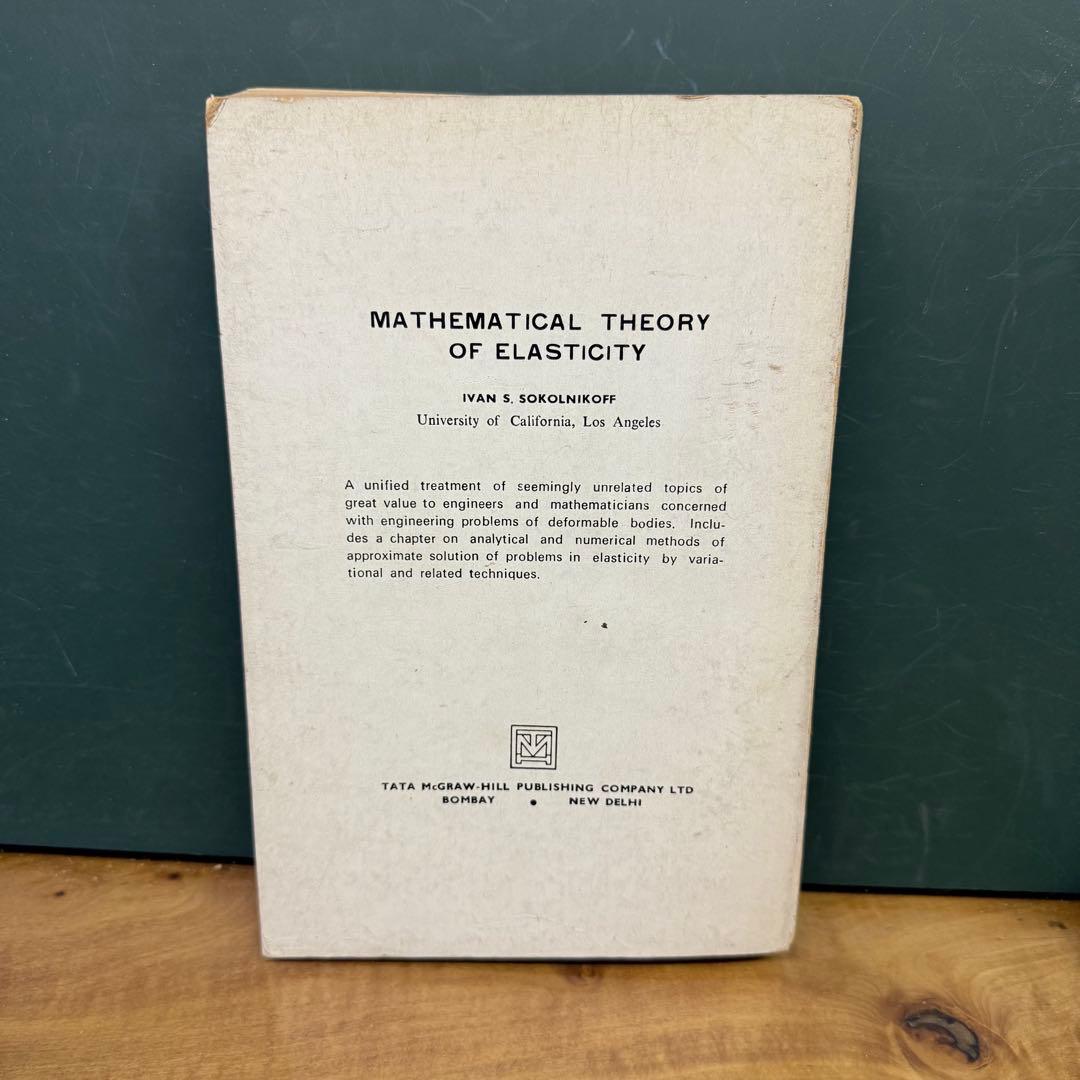 MATHEMATICAL THEORY
OF ELASTICITY
IVAN S. SOKOLNIKOFF
University of California, Los Angeles
A unified treatment of seemingly unrelated topics of
great value to engineers and mathematicians concerned
with engineering problems of deformable bodies. Inclu-
des a chapter on analytical and numerical methods of
approximate solution of problems in elasticity by varia-
tional and related techniques.
TATA McGRAW-HILL PUBLISHING COMPANY LTD
BOMBAY • NEW DELHI